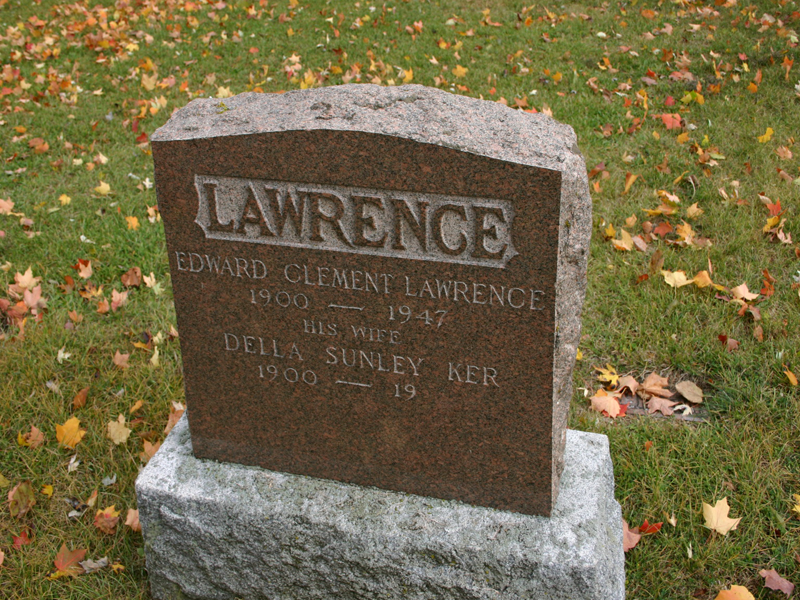 LAWRENCE
EDWARD CLEMENT LAWRENCE
1900 — 1947
HIS WIFE
DELLA SUNLEY KER
1900 — 19